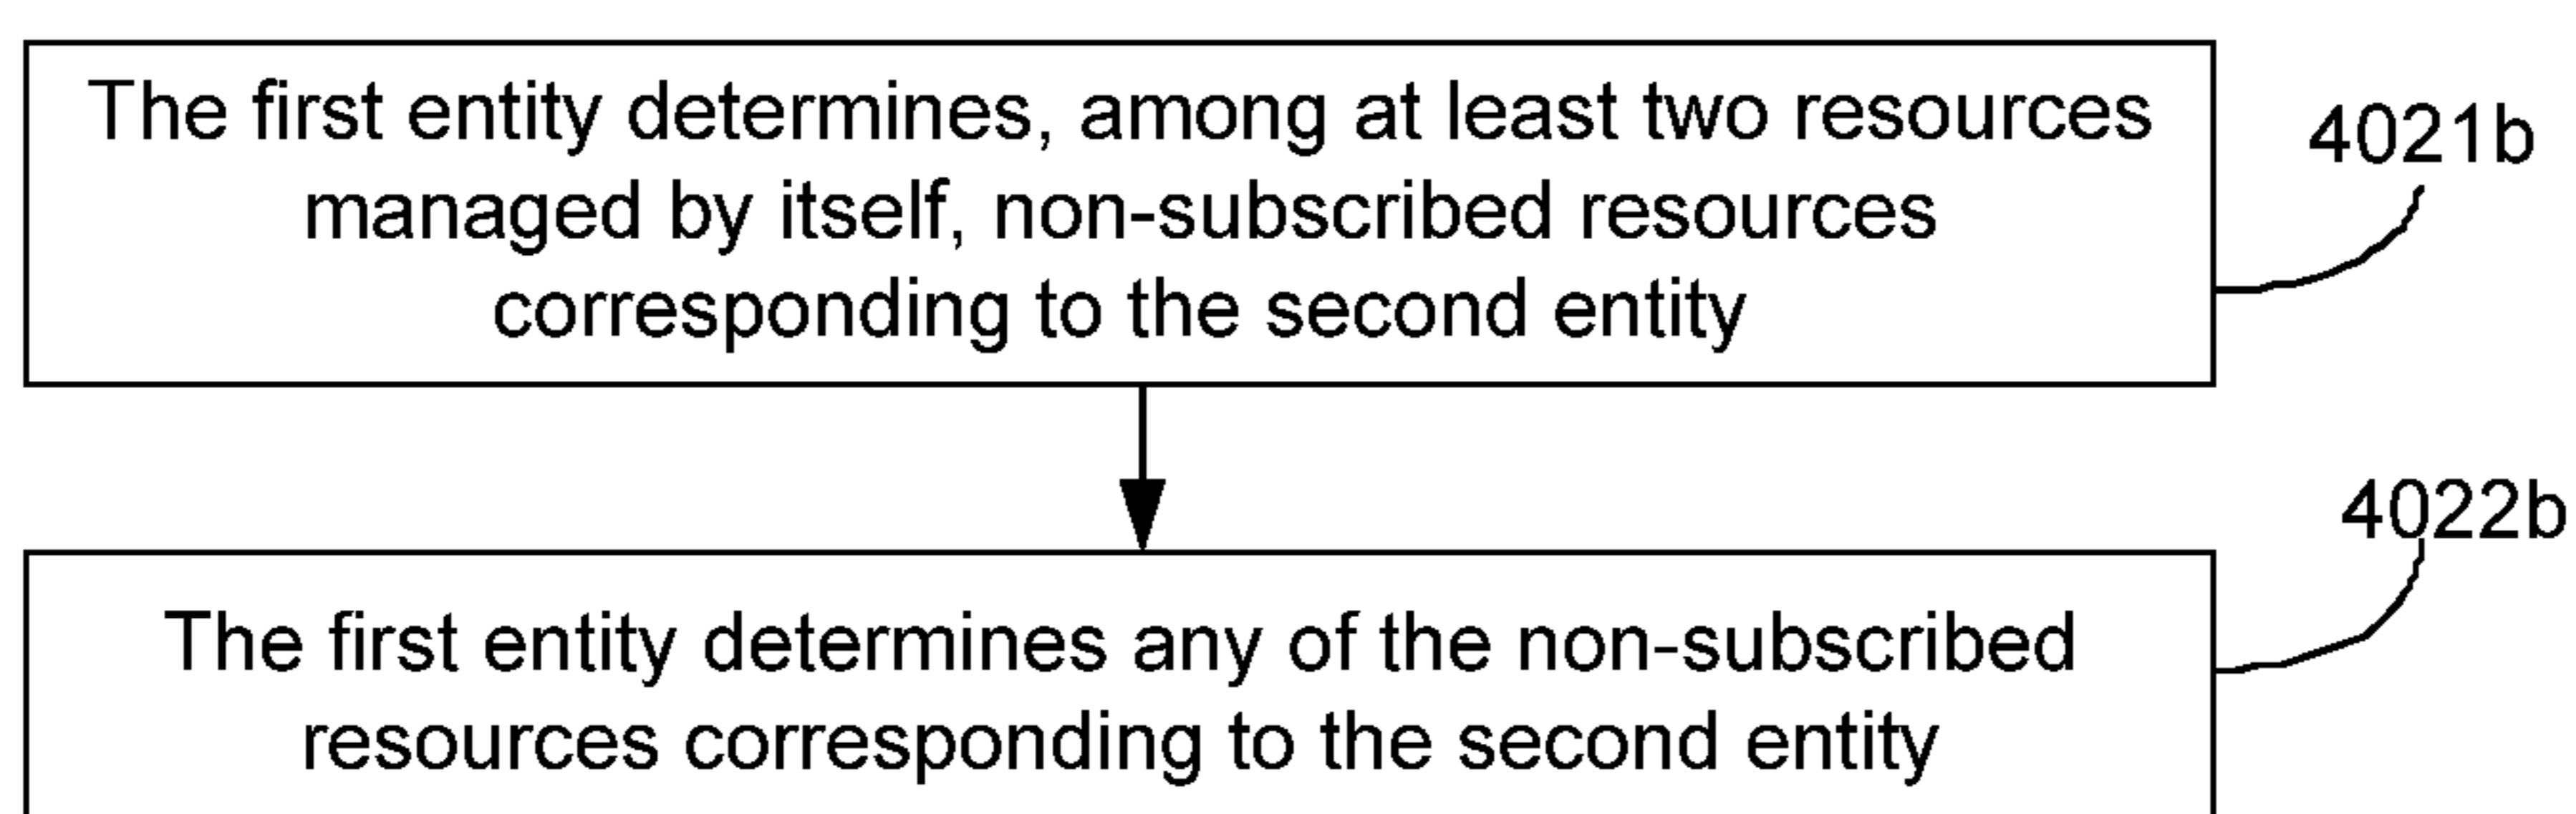 The first entity determines, among at least two resources
managed by itself, non-subscribed resources
corresponding to the second entity
4021b
The first entity determines any of the non-subscribed
resources corresponding to the second entity
4022b